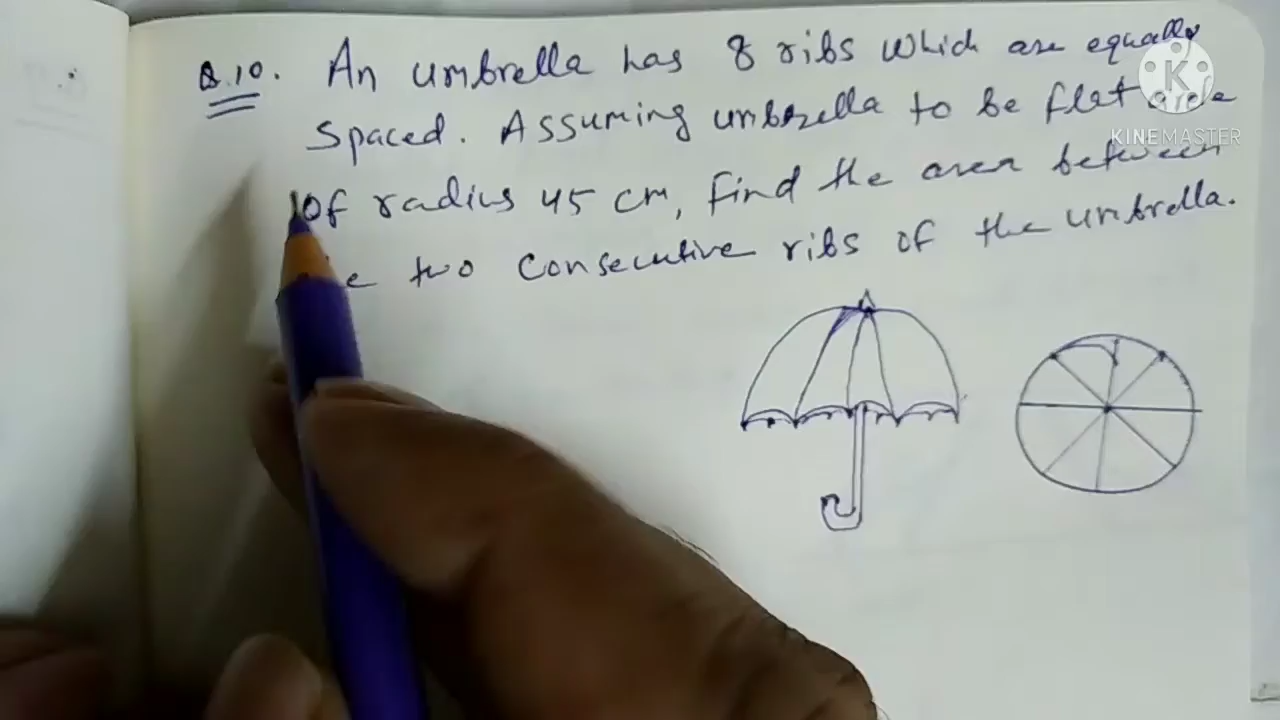 Q.10. An umbrella has 8 ribs which are equally
spaced. Assuming umbrella to be flat
of radius 45 cm, find the area between
two consecutive ribs of the umbrella.
K
KINEMASTER